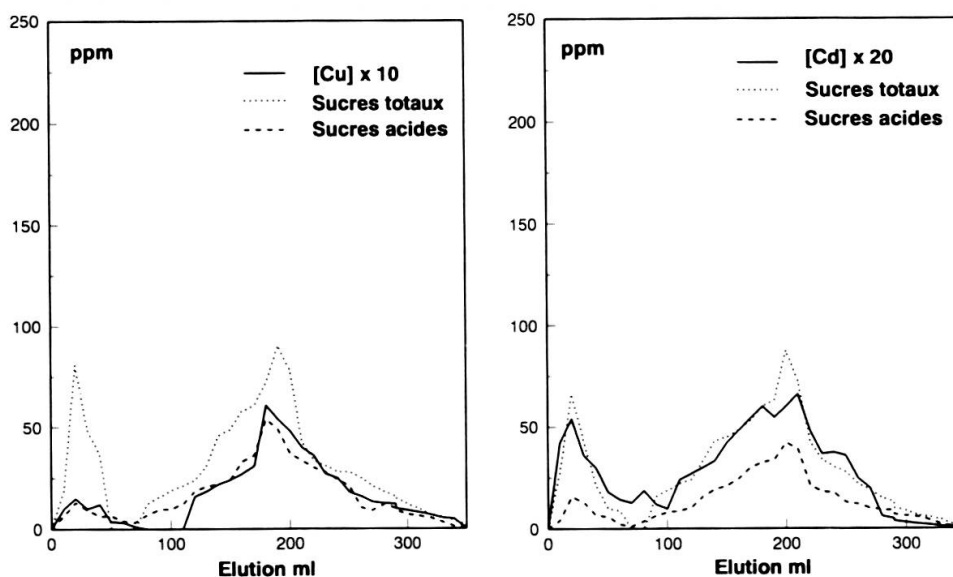 250
ppm
[Cu] x 10
Sucres totaux
200
Sucres acides
150
100
50
0
0 100 200 300
Elution ml
250
ppm
[Cd] x 20
Sucres totaux
200
Sucres acides
150
100
50
0
0 100 200 300
Elution ml